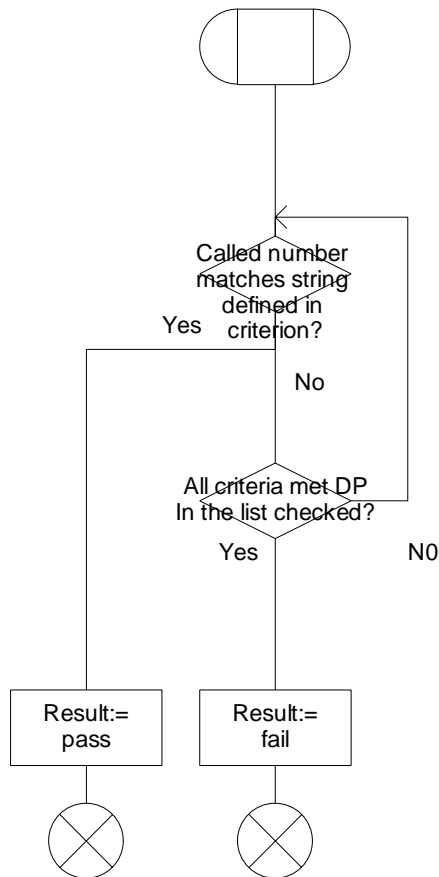 Called number
matches string
defined in
criterion?
Yes
No
All criteria met DP
In the list checked?
Yes
N0
Result:=
pass
Result:=
fail